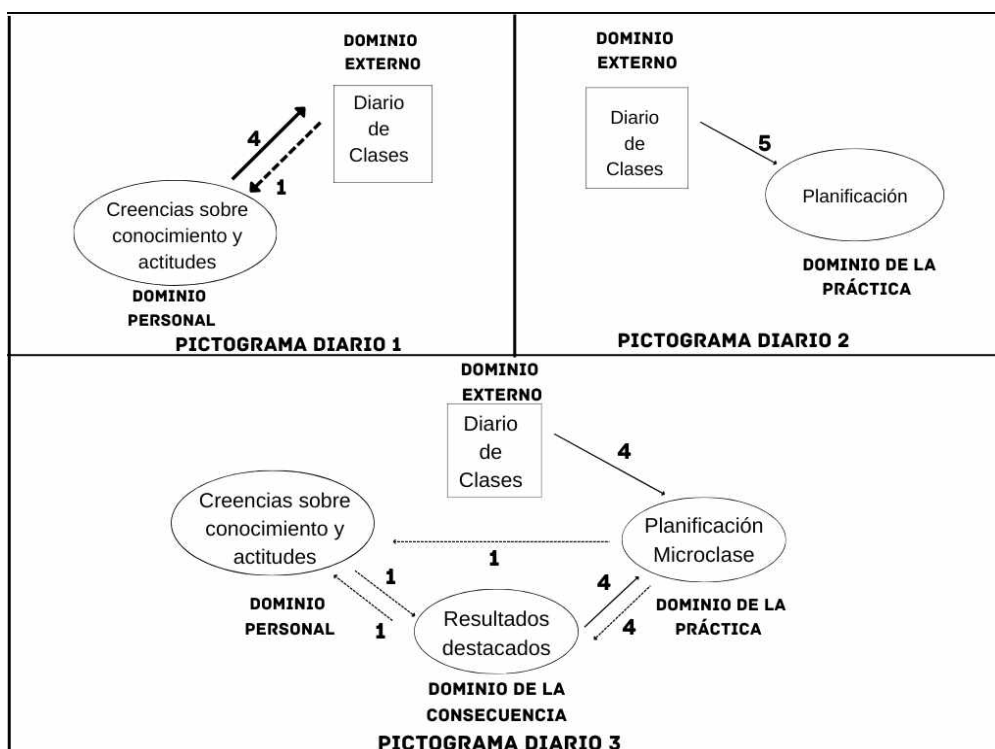 DOMINIO
EXTERNO
Diario
de
Clases
4
1
Creencias sobre
conocimiento y
actitudes
DOMINIO
PERSONAL
PICTOGRAMA DIARIO 1
DOMINIO
EXTERNO
Diario
de
Clases
5
Planificación
DOMINIO DE LA
PRÁCTICA
PICTOGRAMA DIARIO 2
DOMINIO
EXTERNO
Diario
de
Clases
4
Creencias sobre
conocimiento y
actitudes
Planificación
Microclase
1
1
4
DOMINIO
PERSONAL
1
Resultados
destacados
4
DOMINIO DE LA
PRÁCTICA
DOMINIO DE LA
CONSECUENCIA
PICTOGRAMA DIARIO 3